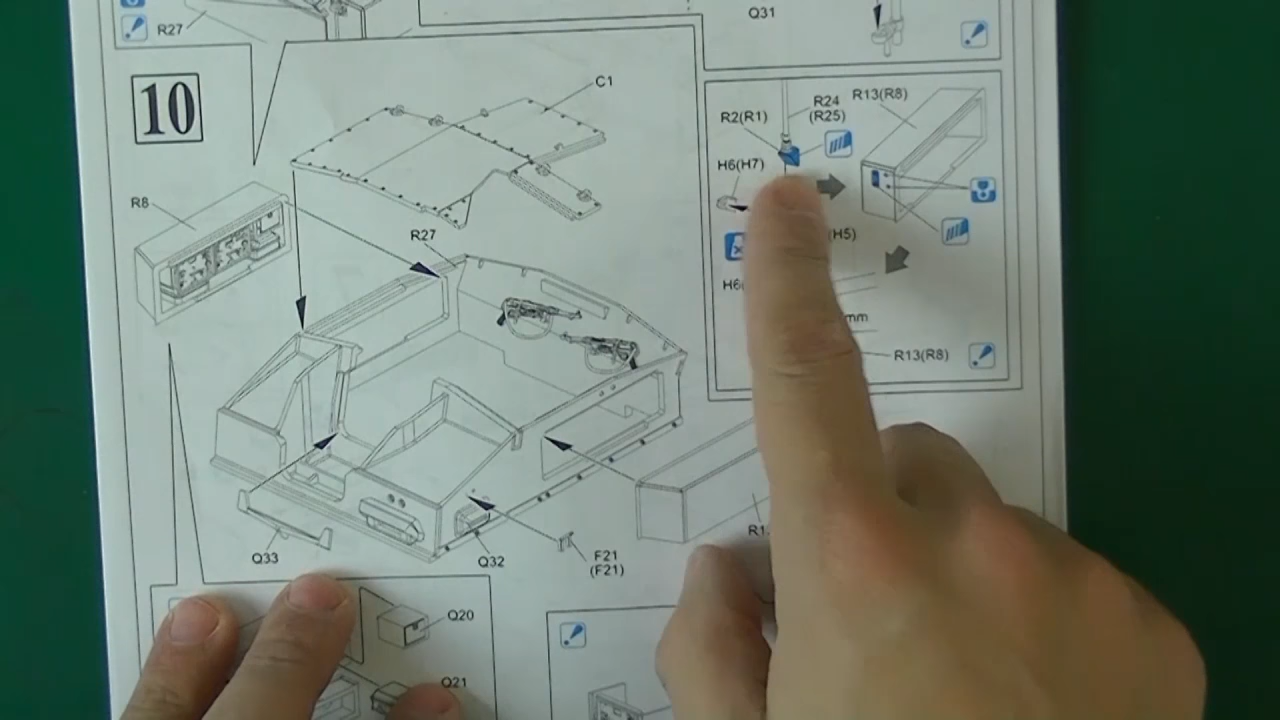 R27
Q31
10
C1
R8
R27
R2(R1)
R24
(R25)
R13(R8)
H6(H7)
(H5)
mm
R13(R8)
Q33
Q32
F21
(F21)
Q20
Q21